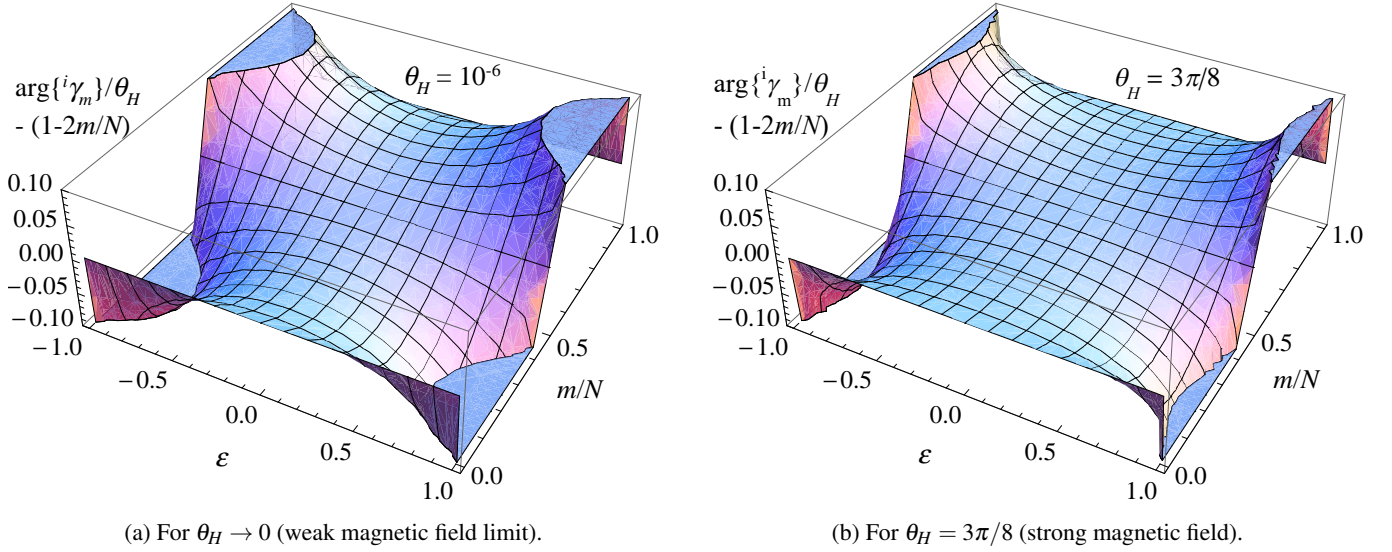 arg{ⁱγₘ}/θ_H
- (1-2m/N)
θ_H = 10⁻⁶
0.10
0.05
0.00
−0.05
−0.10
−1.0
−0.5
0.0
0.5
1.0
ε
0.0
0.5
1.0
m/N
(a) For θ_H → 0 (weak magnetic field limit).
arg{ⁱγₘ}/θ_H
- (1-2m/N)
θ_H = 3π/8
0.10
0.05
0.00
−0.05
−0.10
−1.0
−0.5
0.0
0.5
1.0
ε
0.0
0.5
1.0
m/N
(b) For θ_H = 3π/8 (strong magnetic field).